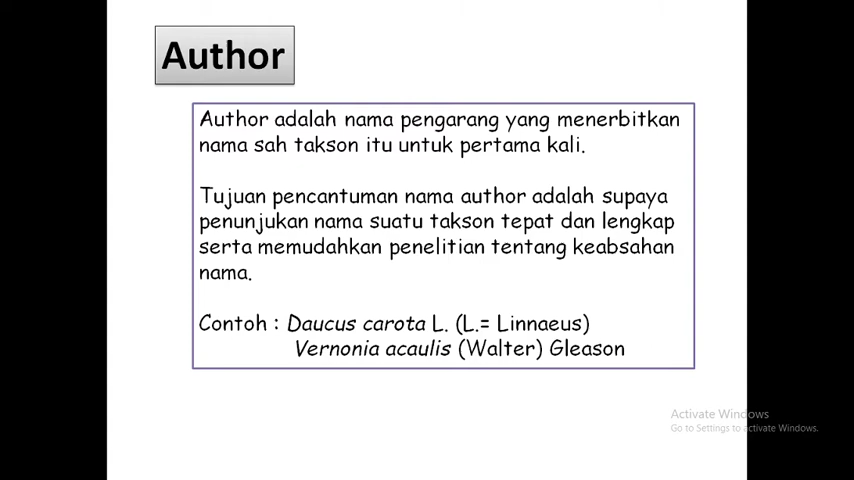 Author
Author adalah nama pengarang yang menerbitkan
nama sah takson itu untuk pertama kali.
Tujuan pencantuman nama author adalah supaya
penunjukan nama suatu takson tepat dan lengkap
serta memudahkan penelitian tentang keabsahan
nama.
Contoh : Daucus carota L. (L.= Linnaeus)
Vernonia acaulis (Walter) Gleason
Activate Windows
Go to Settings to activate Windows.